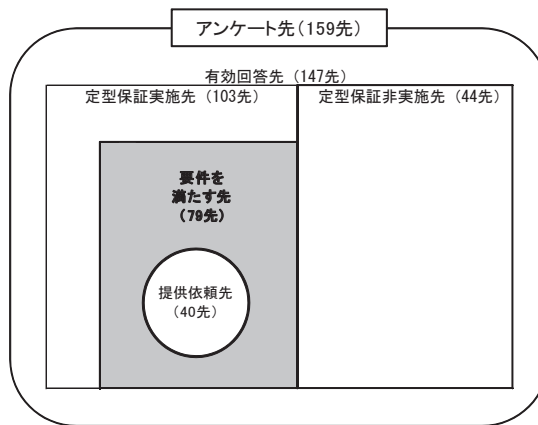 アンケート先(159先)
有効回答先(147先)
定型保証実施先(103先)
定型保証非実施先(44先)
要件を
満たす先
(79先)
提供依頼先
(40先)